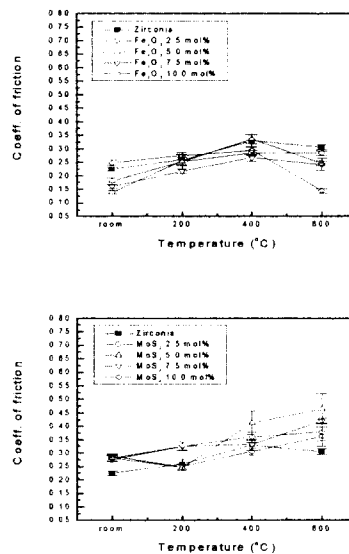 0.80
0.75
0.70
0.65
0.60
0.55
0.50
0.45
0.40
0.35
0.30
0.25
0.20
0.15
0.10
0.05
Coeff. of friction
Zirconia
Fe2O3 2.5 mol%
Fe2O3 5.0 mol%
Fe2O3 7.5 mol%
Fe2O3 10.0 mol%
room 200 400 600
Temperature (°C)
0.80
0.75
0.70
0.65
0.60
0.55
0.50
0.45
0.40
0.35
0.30
0.25
0.20
0.15
0.10
0.05
Coeff. of friction
Zirconia
MoS2 2.5 mol%
MoS2 5.0 mol%
MoS2 7.5 mol%
MoS2 10.0 mol%
room 200 400 600
Temperature (°C)